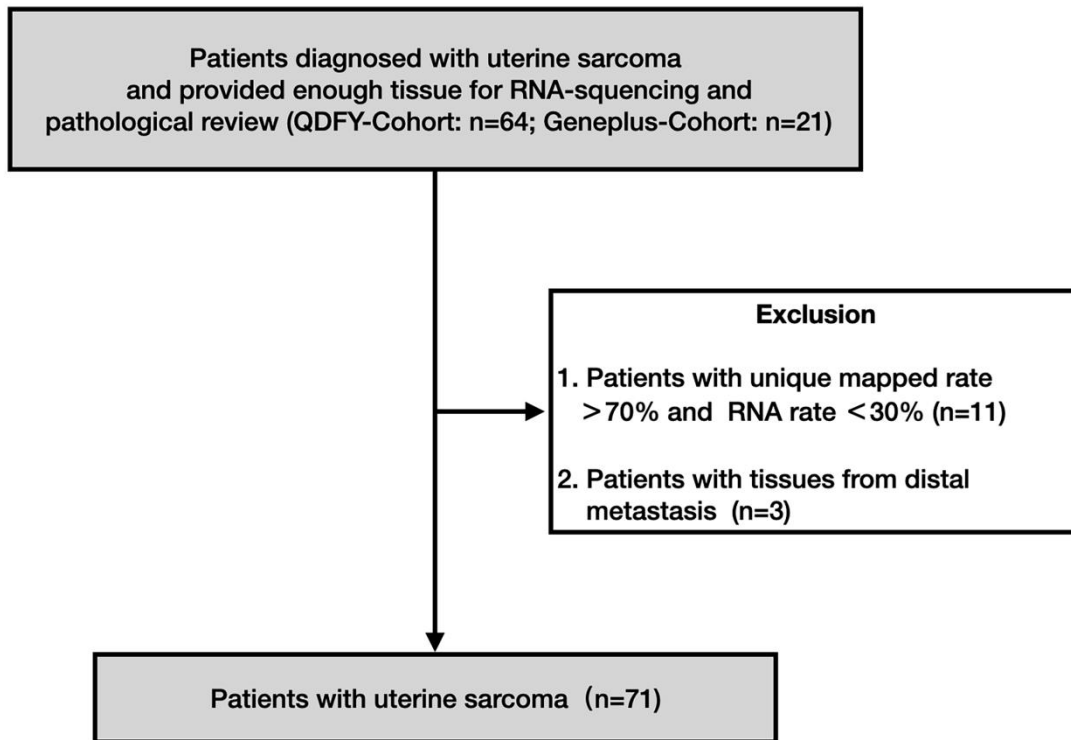 Patients diagnosed with uterine sarcoma
and provided enough tissue for RNA-squencing and
pathological review (QDFY-Cohort: n=64; Geneplus-Cohort: n=21)
Exclusion
1. Patients with unique mapped rate
>70% and RNA rate <30% (n=11)
2. Patients with tissues from distal
metastasis (n=3)
Patients with uterine sarcoma (n=71)